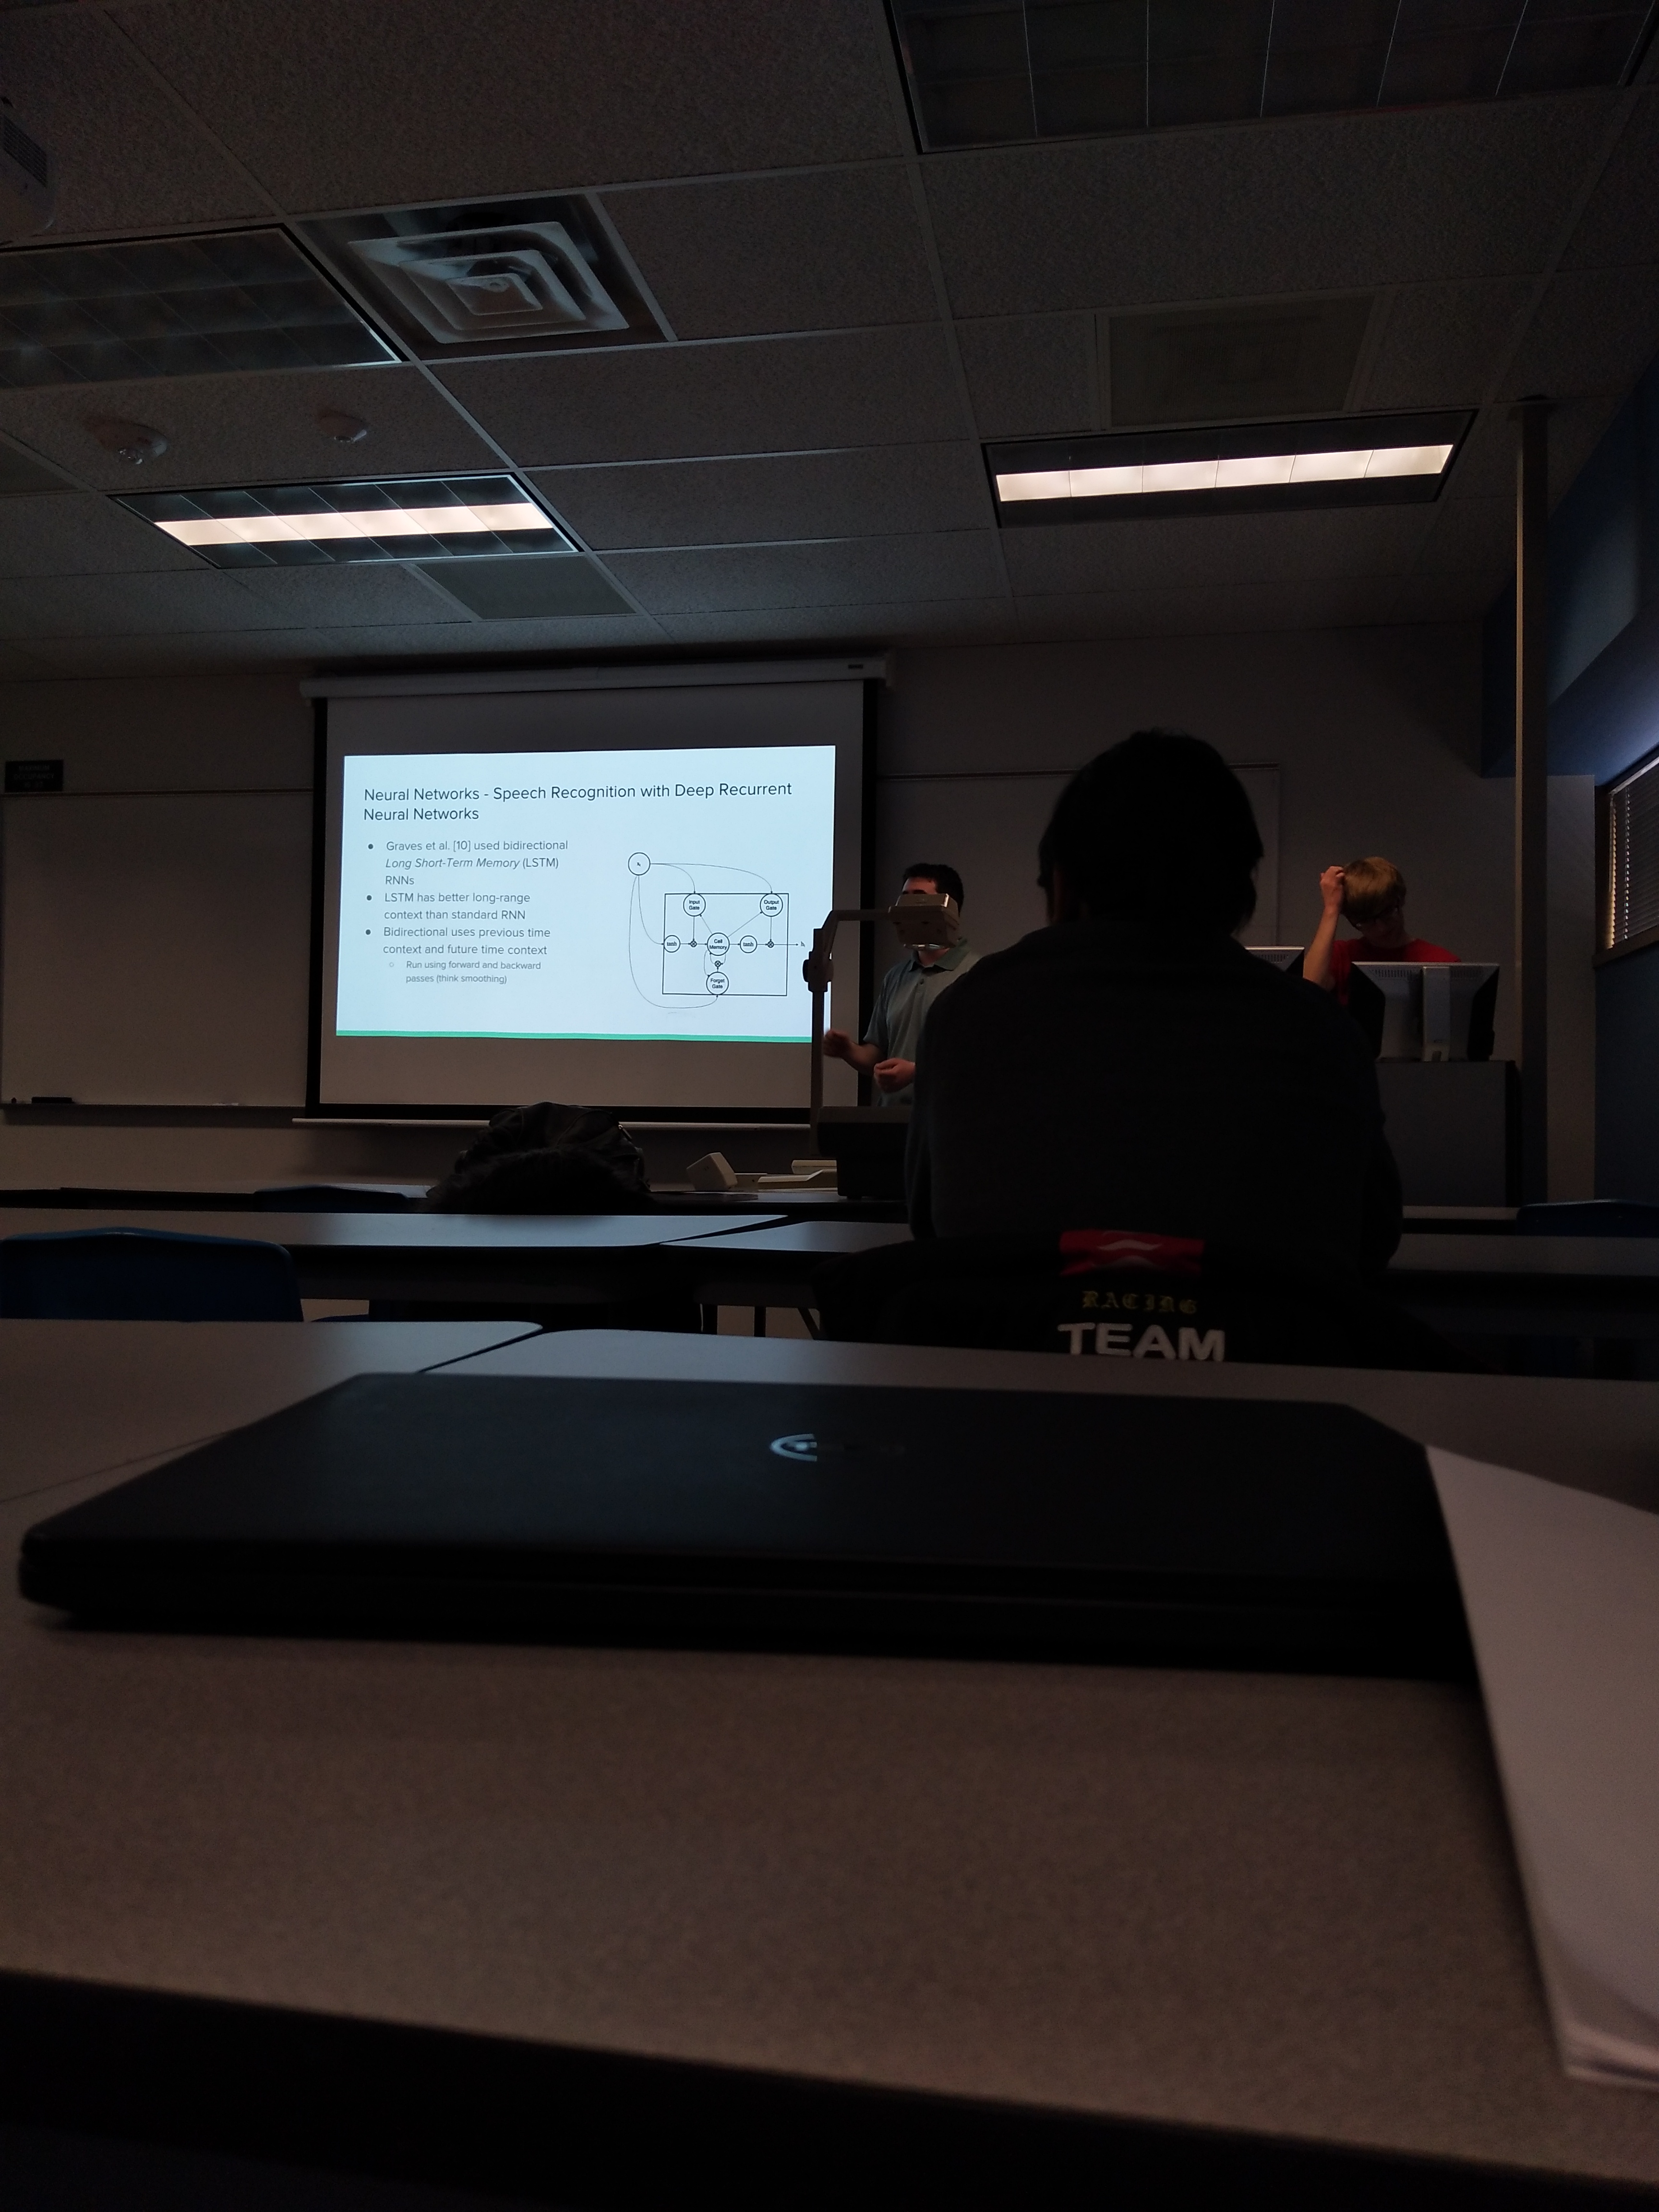 Neural Networks - Speech Recognition with Deep Recurrent
Neural Networks
● Graves et al. [10] used bidirectional
Long Short-Term Memory (LSTM)
RNNs
● LSTM has better long-range
context than standard RNN
● Bidirectional uses previous time
context and future time context
○ Run using forward and backward
passes (think smoothing)
Input
Gate
Output
Gate
tanh
Cell
Memory
tanh
Forget
Gate
RACING
TEAM